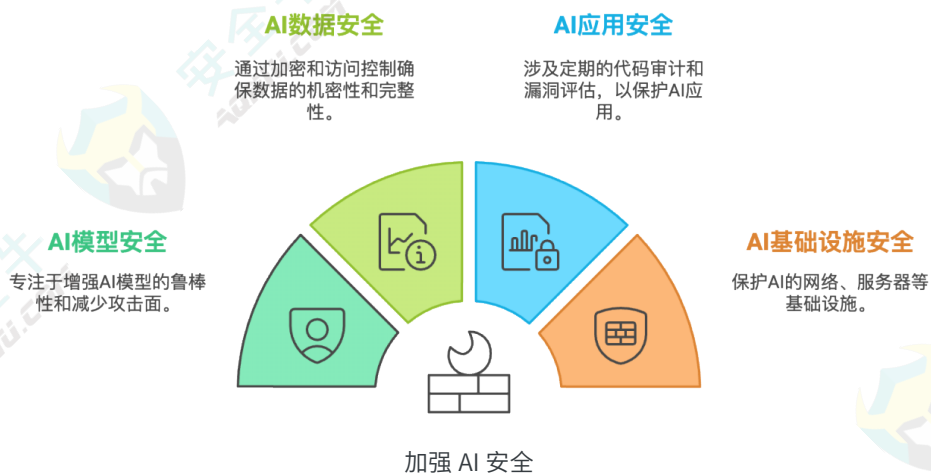 AI数据安全
通过加密和访问控制确
保数据的机密性和完整
性。
AI应用安全
涉及定期的代码审计和
漏洞评估，以保护AI应
用。
AI模型安全
专注于增强AI模型的鲁棒
性和减少攻击面。
AI基础设施安全
保护AI的网络、服务器等
基础设施。
加强 AI 安全